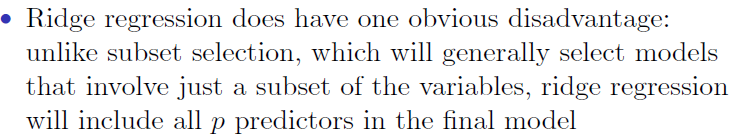 • Ridge regression does have one obvious disadvantage:
unlike subset selection, which will generally select models
that involve just a subset of the variables, ridge regression
will include all p predictors in the final model